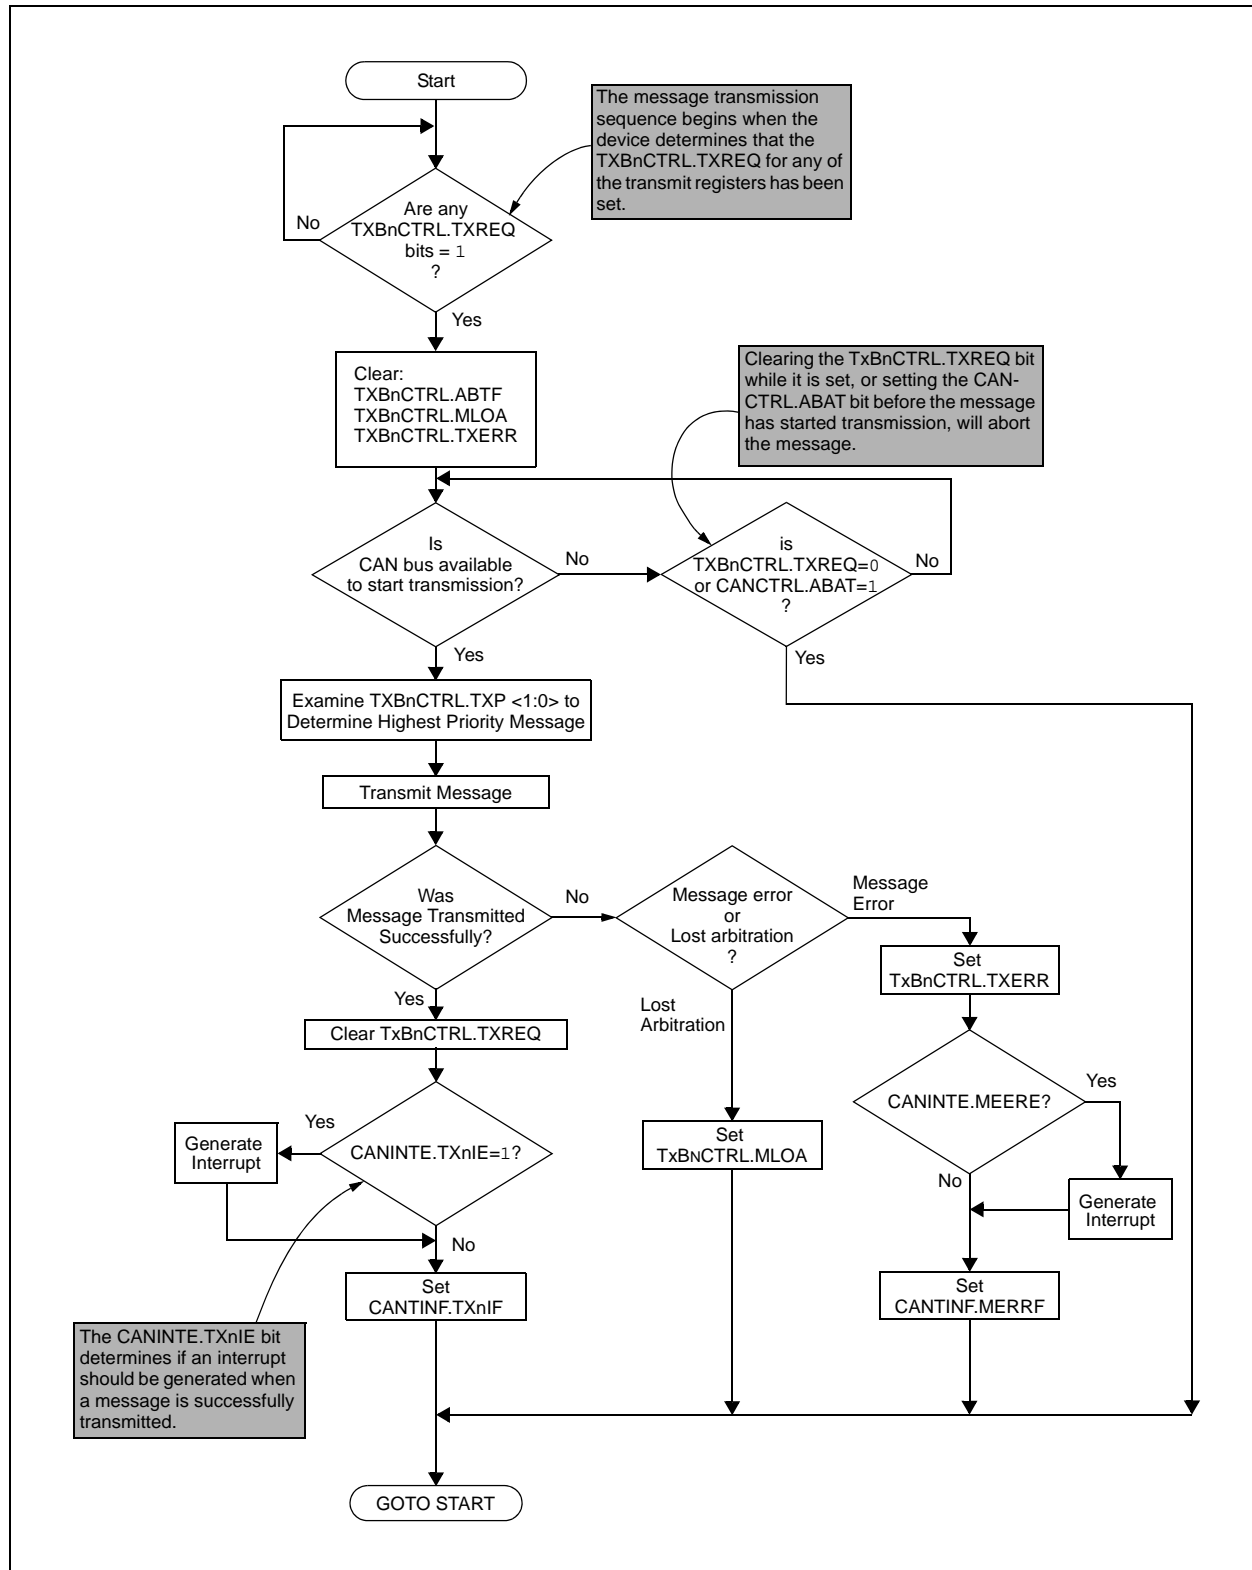 Start
The message transmission
sequence begins when the
device determines that the
TXBnCTRL.TXREQ for any of
the transmit registers has been
set.
Are any
TXBnCTRL.TXREQ
bits = 1
?
No
Yes
Clear:
TXBnCTRL.ABTF
TXBnCTRL.MLOA
TXBnCTRL.TXERR
Clearing the TxBnCTRL.TXREQ bit
while it is set, or setting the CAN-
CTRL.ABAT bit before the message
has started transmission, will abort
the message.
Is
CAN bus available
to start transmission?
No
is
TXBnCTRL.TXREQ=0
or CANCTRL.ABAT=1
?
No
Yes
Yes
Examine TXBnCTRL.TXP <1:0> to
Determine Highest Priority Message
Transmit Message
Was
Message Transmitted
Successfully?
No
Message error
or
Lost arbitration
?
Message
Error
Set
TxBnCTRL.TXERR
Yes
Lost
Arbitration
Clear TxBnCTRL.TXREQ
CANINTE.MEERE?
Yes
No
Generate
Interrupt
Yes
Generate
Interrupt
CANINTE.TXnIE=1?
Set
TxBNCTRL.MLOA
No
Set
CANTINF.TXnIF
Set
CANTINF.MERRF
The CANINTE.TXnIE bit
determines if an interrupt
should be generated when
a message is successfully
transmitted.
GOTO START